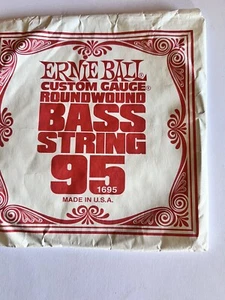 ERNIE BALL
CUSTOM GAUGE®
ROUNDWOUND
BASS
STRING
95
1695
MADE IN U.S.A.